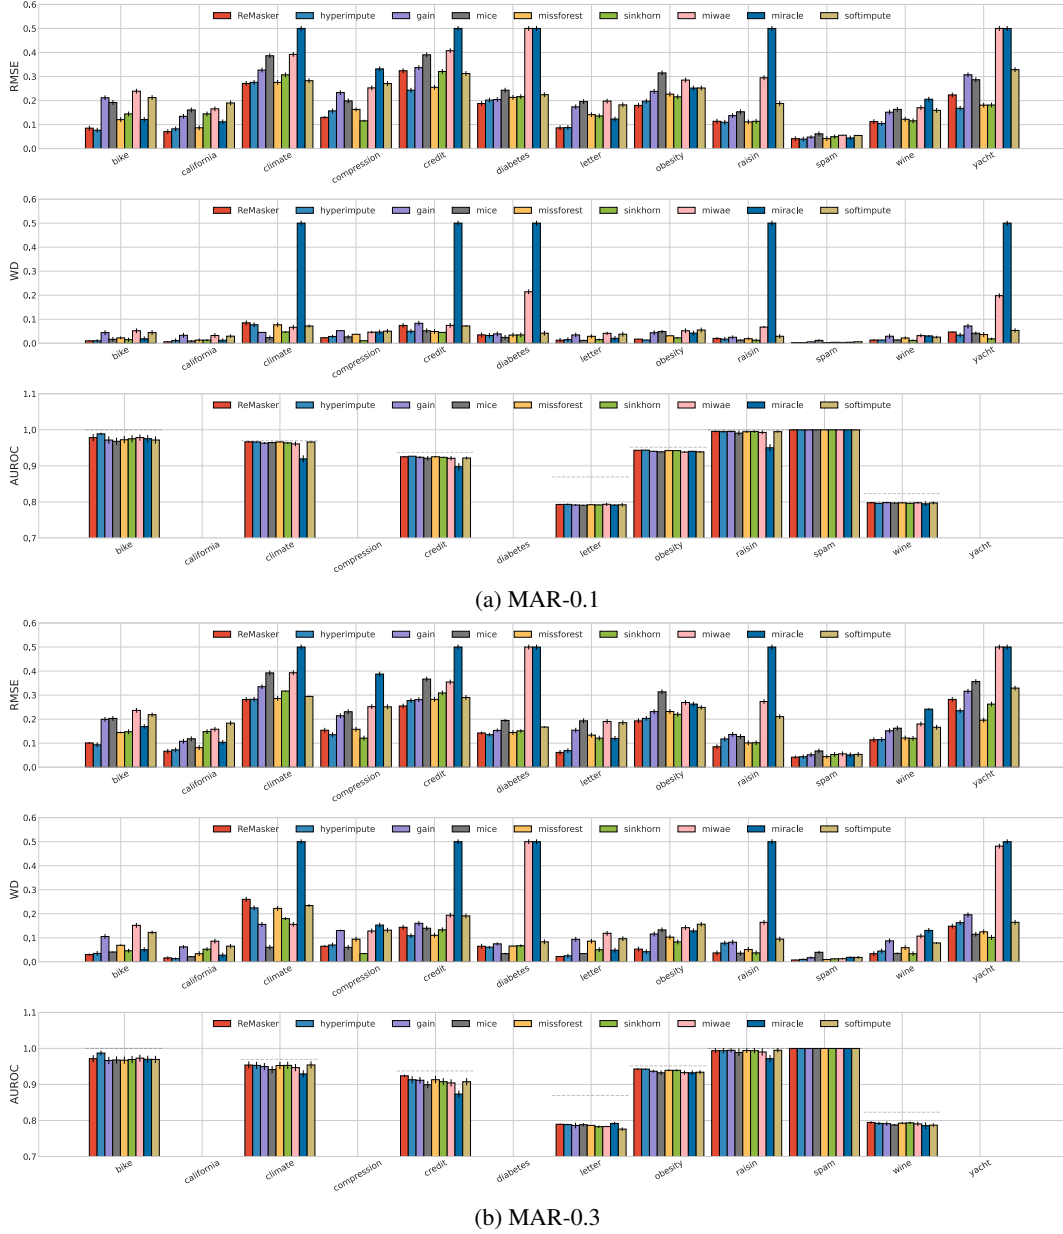 0.6
0.5
0.4
0.3
0.2
0.1
0.0
RMSE
ReMasker hyperimpute gain mice missforest sinkhorn miwae miracle softimpute
bike california climate compression credit diabetes letter obesity raisin spam wine yacht
0.6
0.5
0.4
0.3
0.2
0.1
0.0
WD
ReMasker hyperimpute gain mice missforest sinkhorn miwae miracle softimpute
bike california climate compression credit diabetes letter obesity raisin spam wine yacht
1.1
1.0
0.9
0.8
0.7
AUROC
ReMasker hyperimpute gain mice missforest sinkhorn miwae miracle softimpute
bike california climate compression credit diabetes letter obesity raisin spam wine yacht
(a) MAR-0.1
0.6
0.5
0.4
0.3
0.2
0.1
0.0
RMSE
ReMasker hyperimpute gain mice missforest sinkhorn miwae miracle softimpute
bike california climate compression credit diabetes letter obesity raisin spam wine yacht
0.6
0.5
0.4
0.3
0.2
0.1
0.0
WD
ReMasker hyperimpute gain mice missforest sinkhorn miwae miracle softimpute
bike california climate compression credit diabetes letter obesity raisin spam wine yacht
1.1
1.0
0.9
0.8
0.7
AUROC
ReMasker hyperimpute gain mice missforest sinkhorn miwae miracle softimpute
bike california climate compression credit diabetes letter obesity raisin spam wine yacht
(b) MAR-0.3